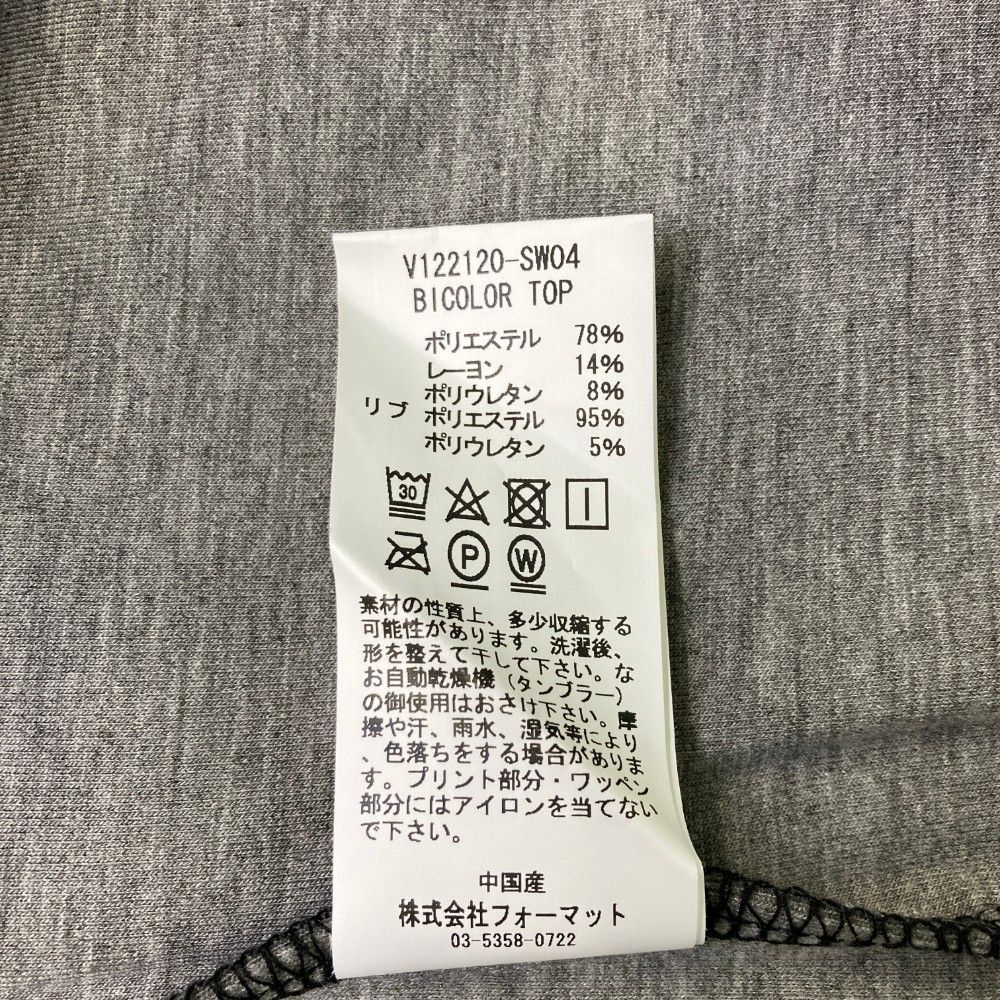 V122120-SW04
BICOLOR TOP
ポリエステル 78%
レーヨン 14%
ポリウレタン 8%
リブ ポリエステル 95%
ポリウレタン 5%
30
P W
素材の性質上、多少収縮する
可能性があります。洗濯後、
形を整えて干して下さい。な
お自動乾燥機（タンブラー）
の御使用はおさけ下さい。摩
擦や汗、雨水、湿気等により
、色落ちをする場合がありま
す。プリント部分・ワッペン
部分にはアイロンを当てない
で下さい。
中国産
株式会社フォーマット
03-5358-0722